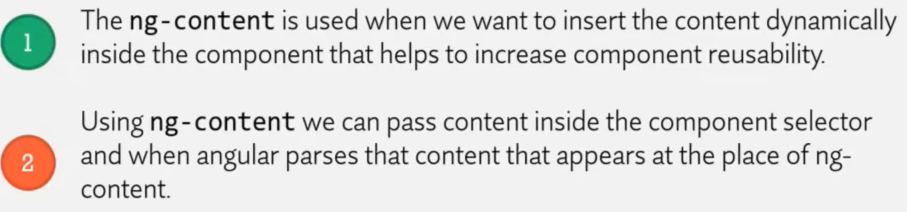 1
The ng-content is used when we want to insert the content dynamically
inside the component that helps to increase component reusability.
2
Using ng-content we can pass content inside the component selector
and when angular parses that content that appears at the place of ng-
content.